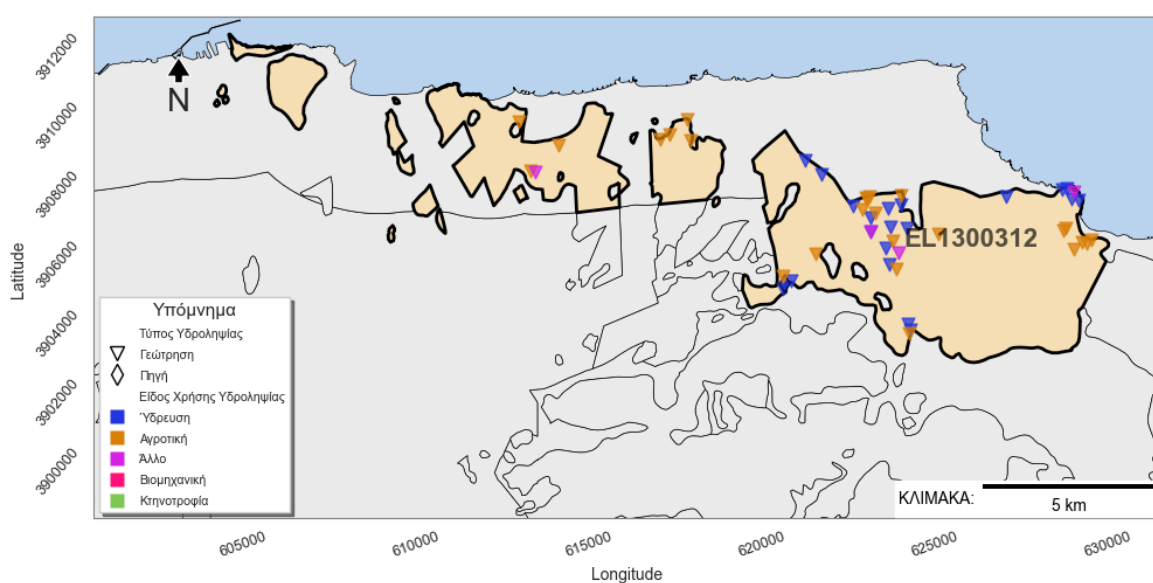 3912000
3910000
3908000
3906000
3904000
3902000
3900000
Latitude
N
EL1300312
Υπόμνημα
Τύπος Υδροληψίας
Γεώτρηση
Πηγή
Είδος Χρήσης Υδροληψίας
Ύδρευση
Αγροτική
Άλλο
Βιομηχανική
Κτηνοτροφία
ΚΛΙΜΑΚΑ:
5 km
605000
610000
615000
620000
625000
630000
Longitude